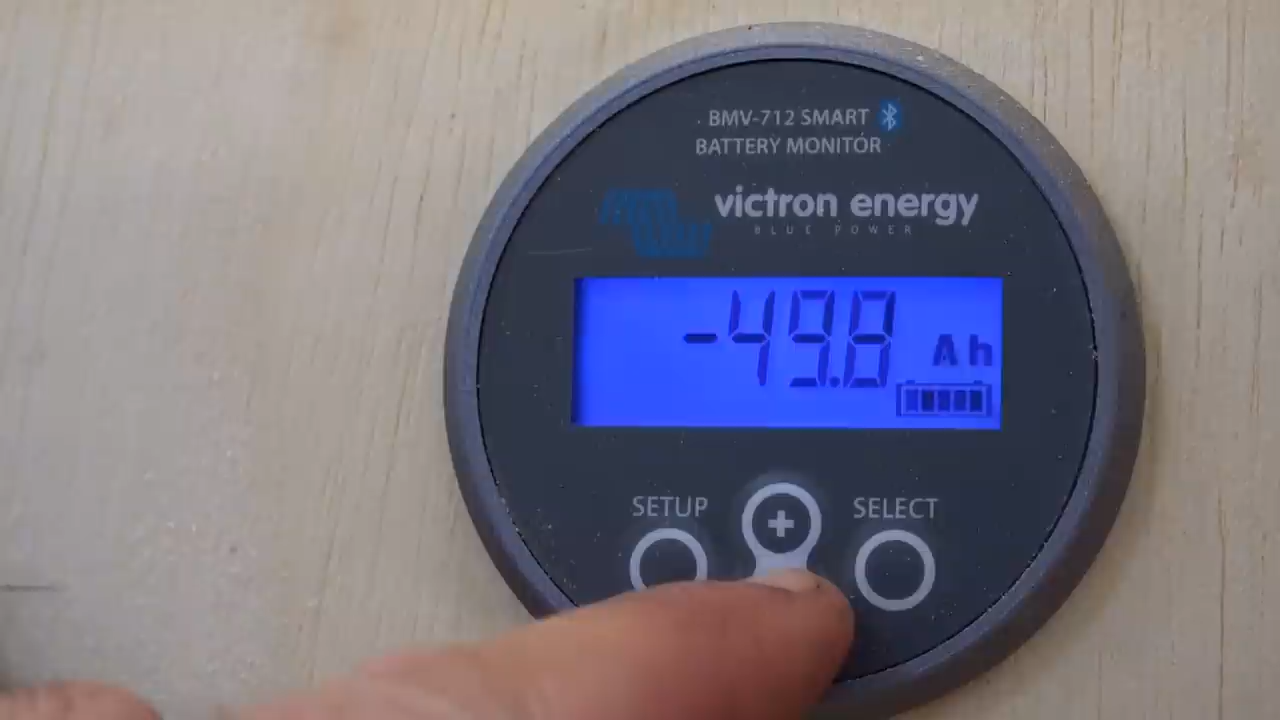 BMV-712 SMART
BATTERY MONITOR
victron energy
BLUE POWER
-49.8 Ah
SETUP
+
SELECT